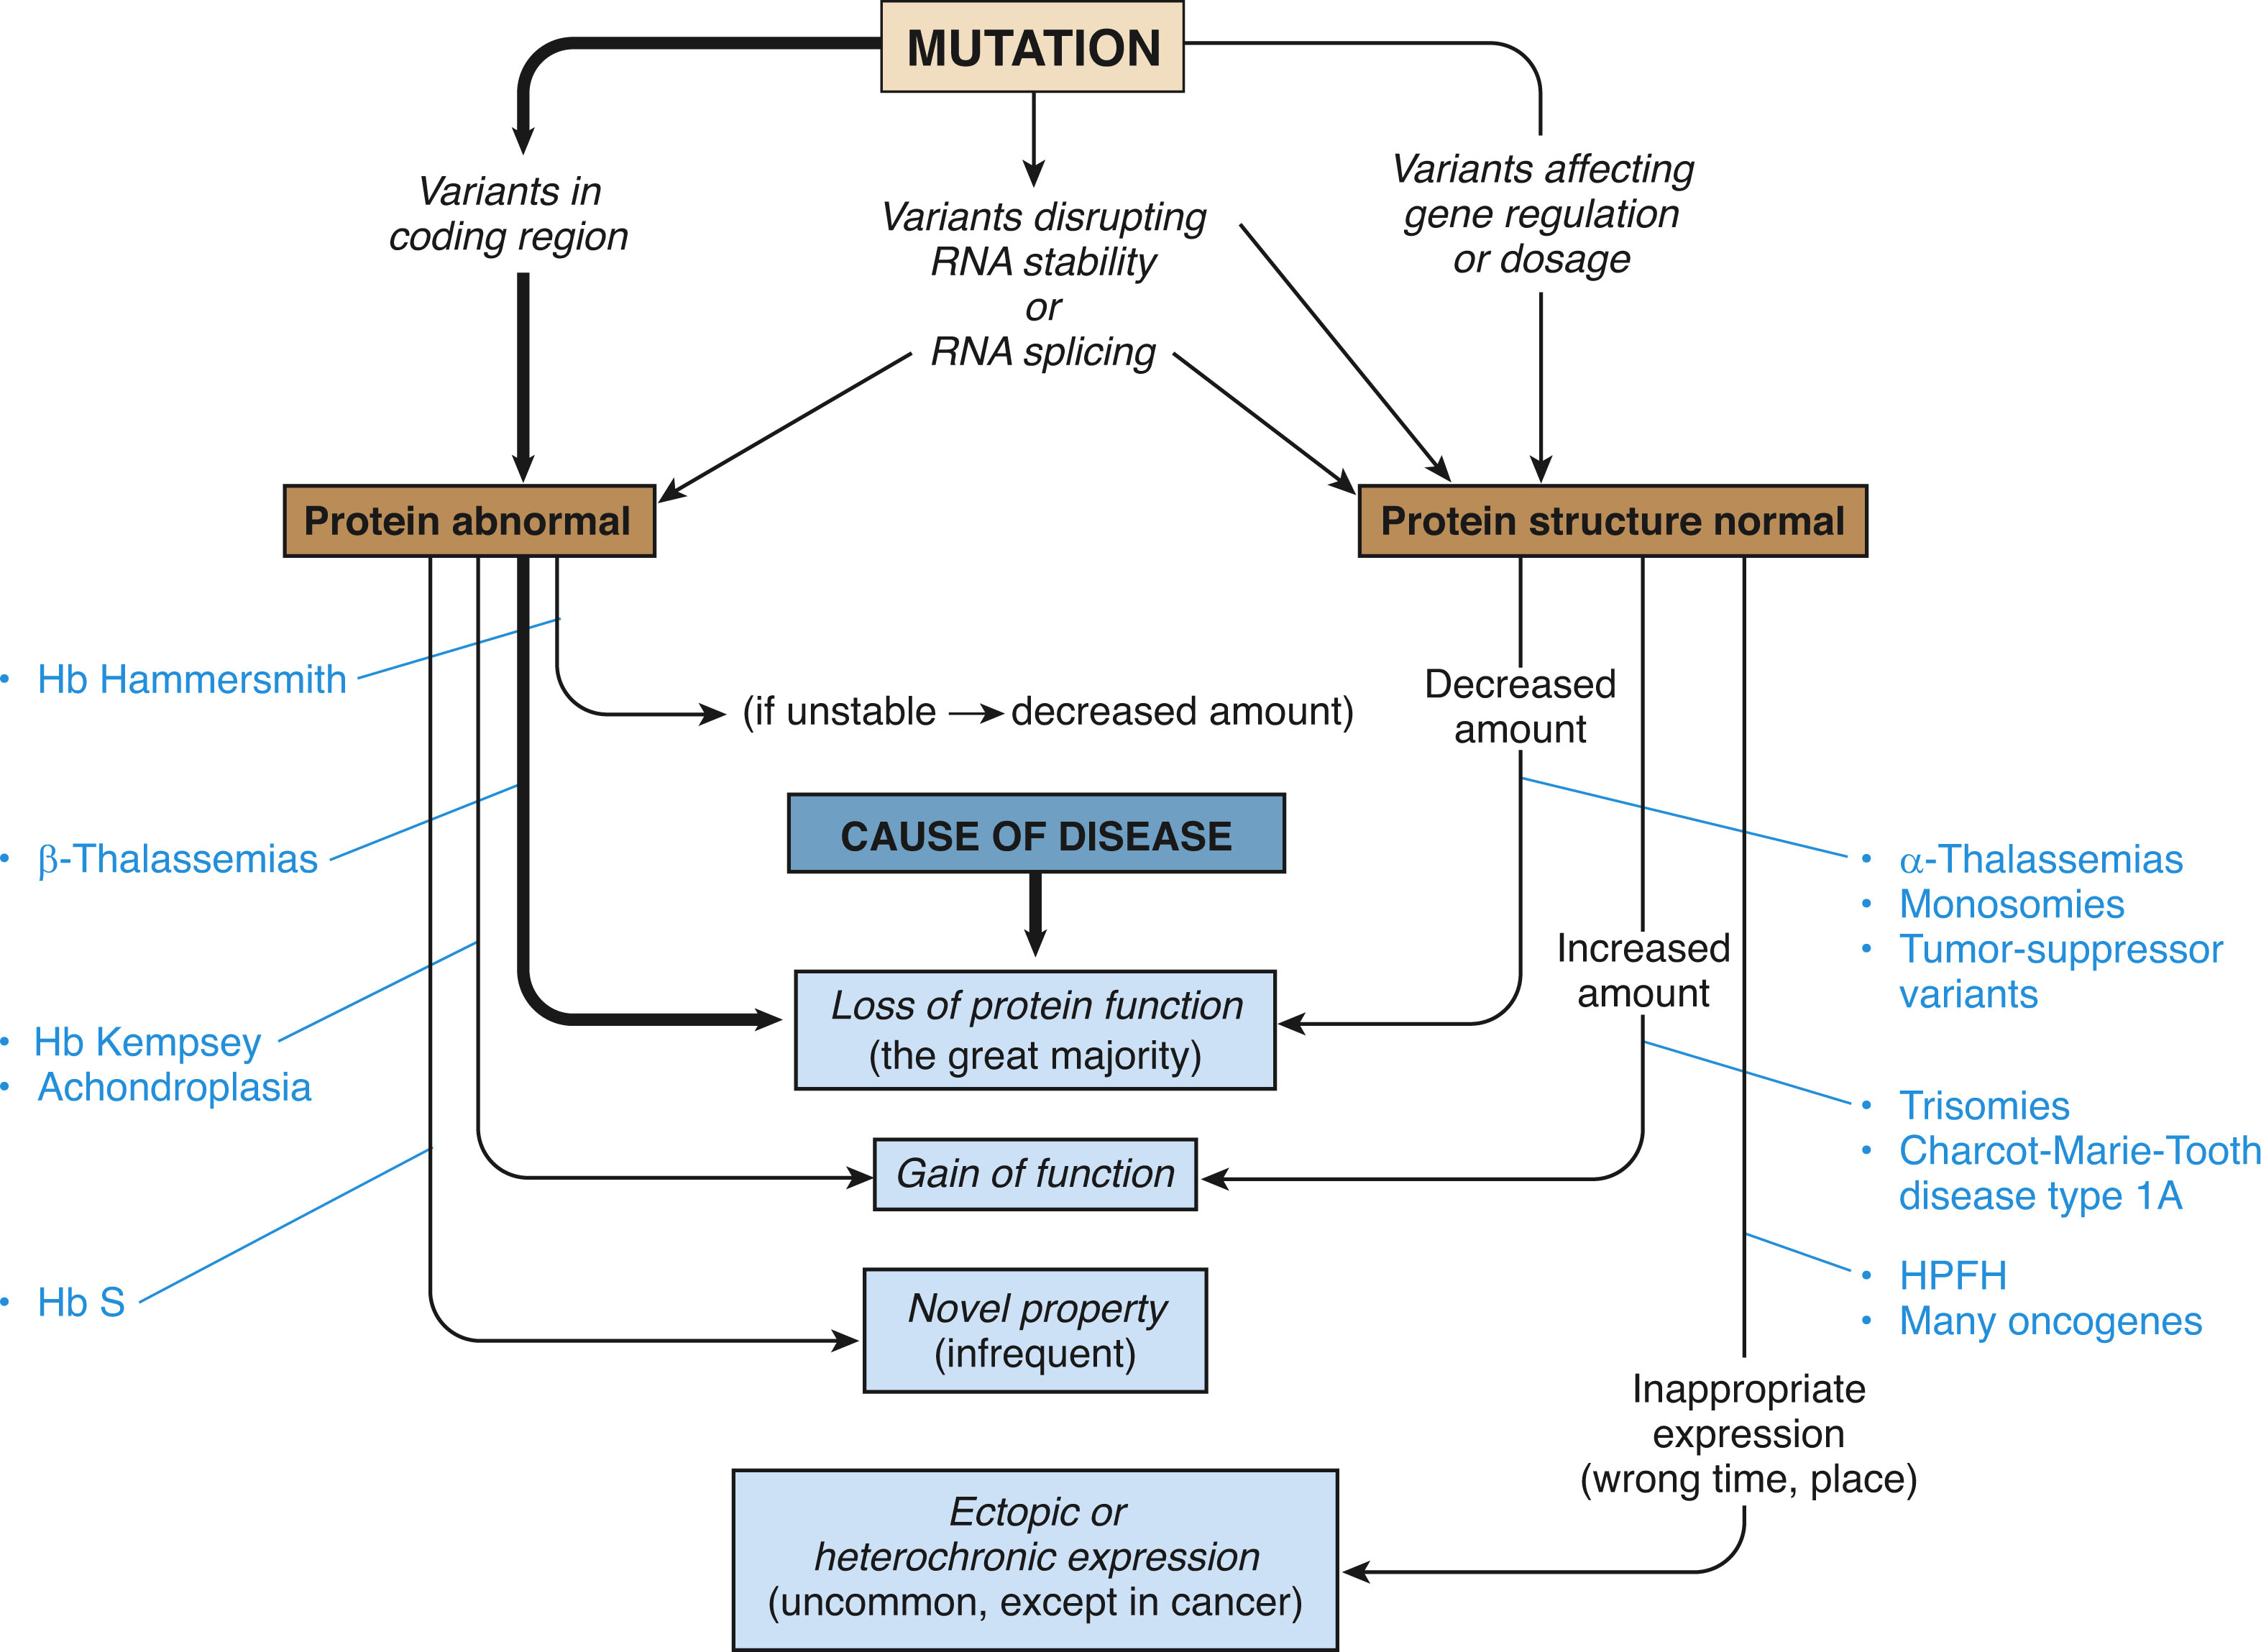 MUTATION
Variants in
coding region
Variants disrupting
RNA stability
or
RNA splicing
Variants affecting
gene regulation
or dosage
Protein abnormal
Protein structure normal
• Hb Hammersmith
(if unstable → decreased amount)
Decreased
amount
• β-Thalassemias
CAUSE OF DISEASE
• α-Thalassemias
• Monosomies
• Tumor-suppressor
variants
Increased
amount
Loss of protein function
(the great majority)
• Hb Kempsey
• Achondroplasia
• Trisomies
• Charcot-Marie-Tooth
disease type 1A
Gain of function
• Hb S
Novel property
(infrequent)
• HPFH
• Many oncogenes
Inappropriate
expression
(wrong time, place)
Ectopic or
heterochronic expression
(uncommon, except in cancer)